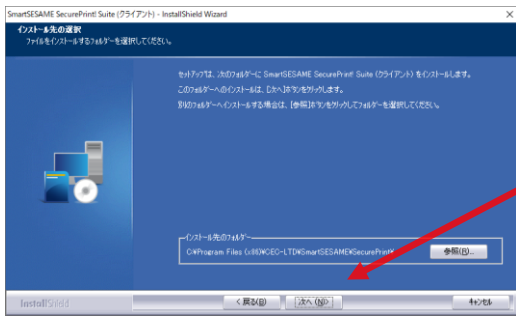 SmartSESAME SecurePrint! Suite (クライアント) - InstallShield Wizard
インストール先の選択
ファイルをインストールするフォルダーを選択してください。
セットアップは、次のフォルダーに SmartSESAME SecurePrint! Suite (クライアント) をインストールします。
このフォルダーへのインストールは、[次へ]ボタンをクリックします。
別のフォルダーへインストールする場合は、[参照]ボタンをクリックしてフォルダーを選択してください。
インストール先のフォルダー
C:¥Program Files (x86)¥CEC-LTD¥SmartSESAME¥SecurePrint¥
参照(R)...
InstallShield
< 戻る(B)
次へ (N)>
キャンセル